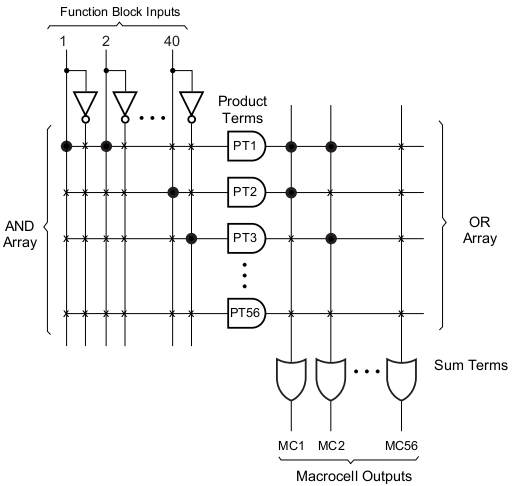 Function Block Inputs
1 2 40
Product
Terms
PT1
PT2
AND
Array
PT3
OR
Array
PT56
Sum Terms
MC1 MC2 MC56
Macrocell Outputs